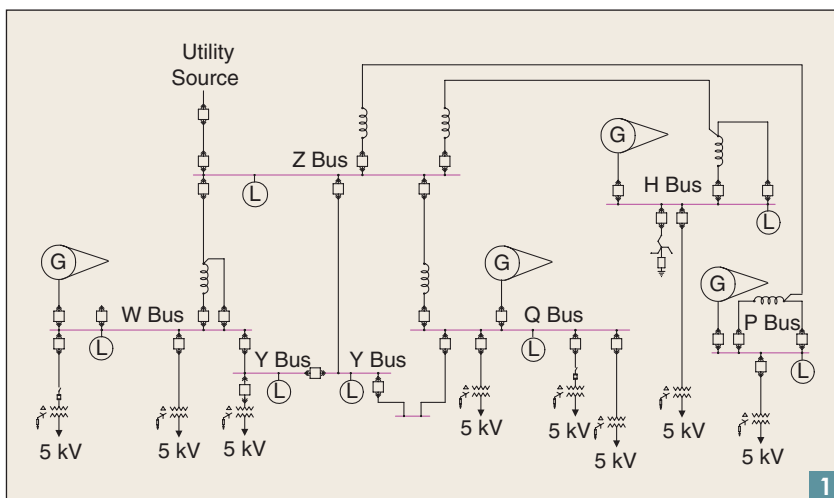 Utility
Source
Z Bus
L
G
H Bus
L
G
W Bus
L
G
Q Bus
L
G
P Bus
L
Y Bus
L
Y Bus
L
5 kV
5 kV
5 kV
5 kV
5 kV
5 kV
5 kV
5 kV
1